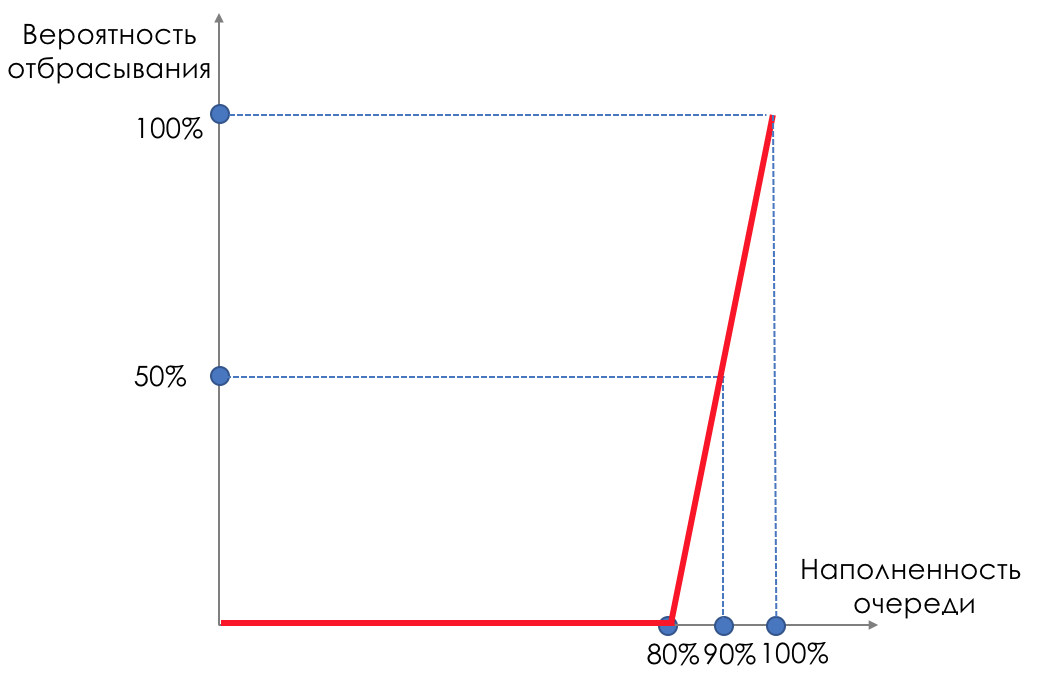 Вероятность
отбрасывания
100%
50%
Наполненность
очереди
80% 90% 100%